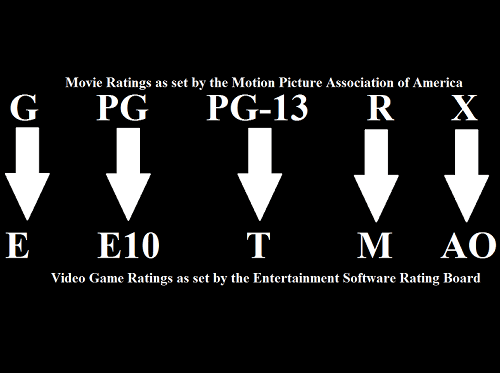 Movie Ratings as set by the Motion Picture Association of America
G PG PG-13 R X
E E10 T M AO
Video Game Ratings as set by the Entertainment Software Rating Board